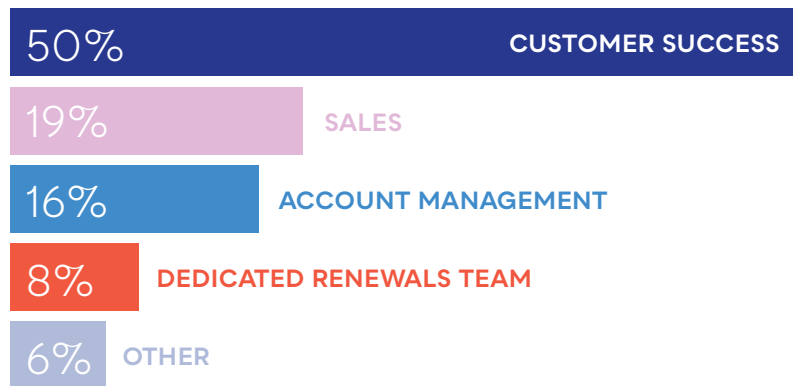 50% CUSTOMER SUCCESS
19% SALES
16% ACCOUNT MANAGEMENT
8% DEDICATED RENEWALS TEAM
6% OTHER